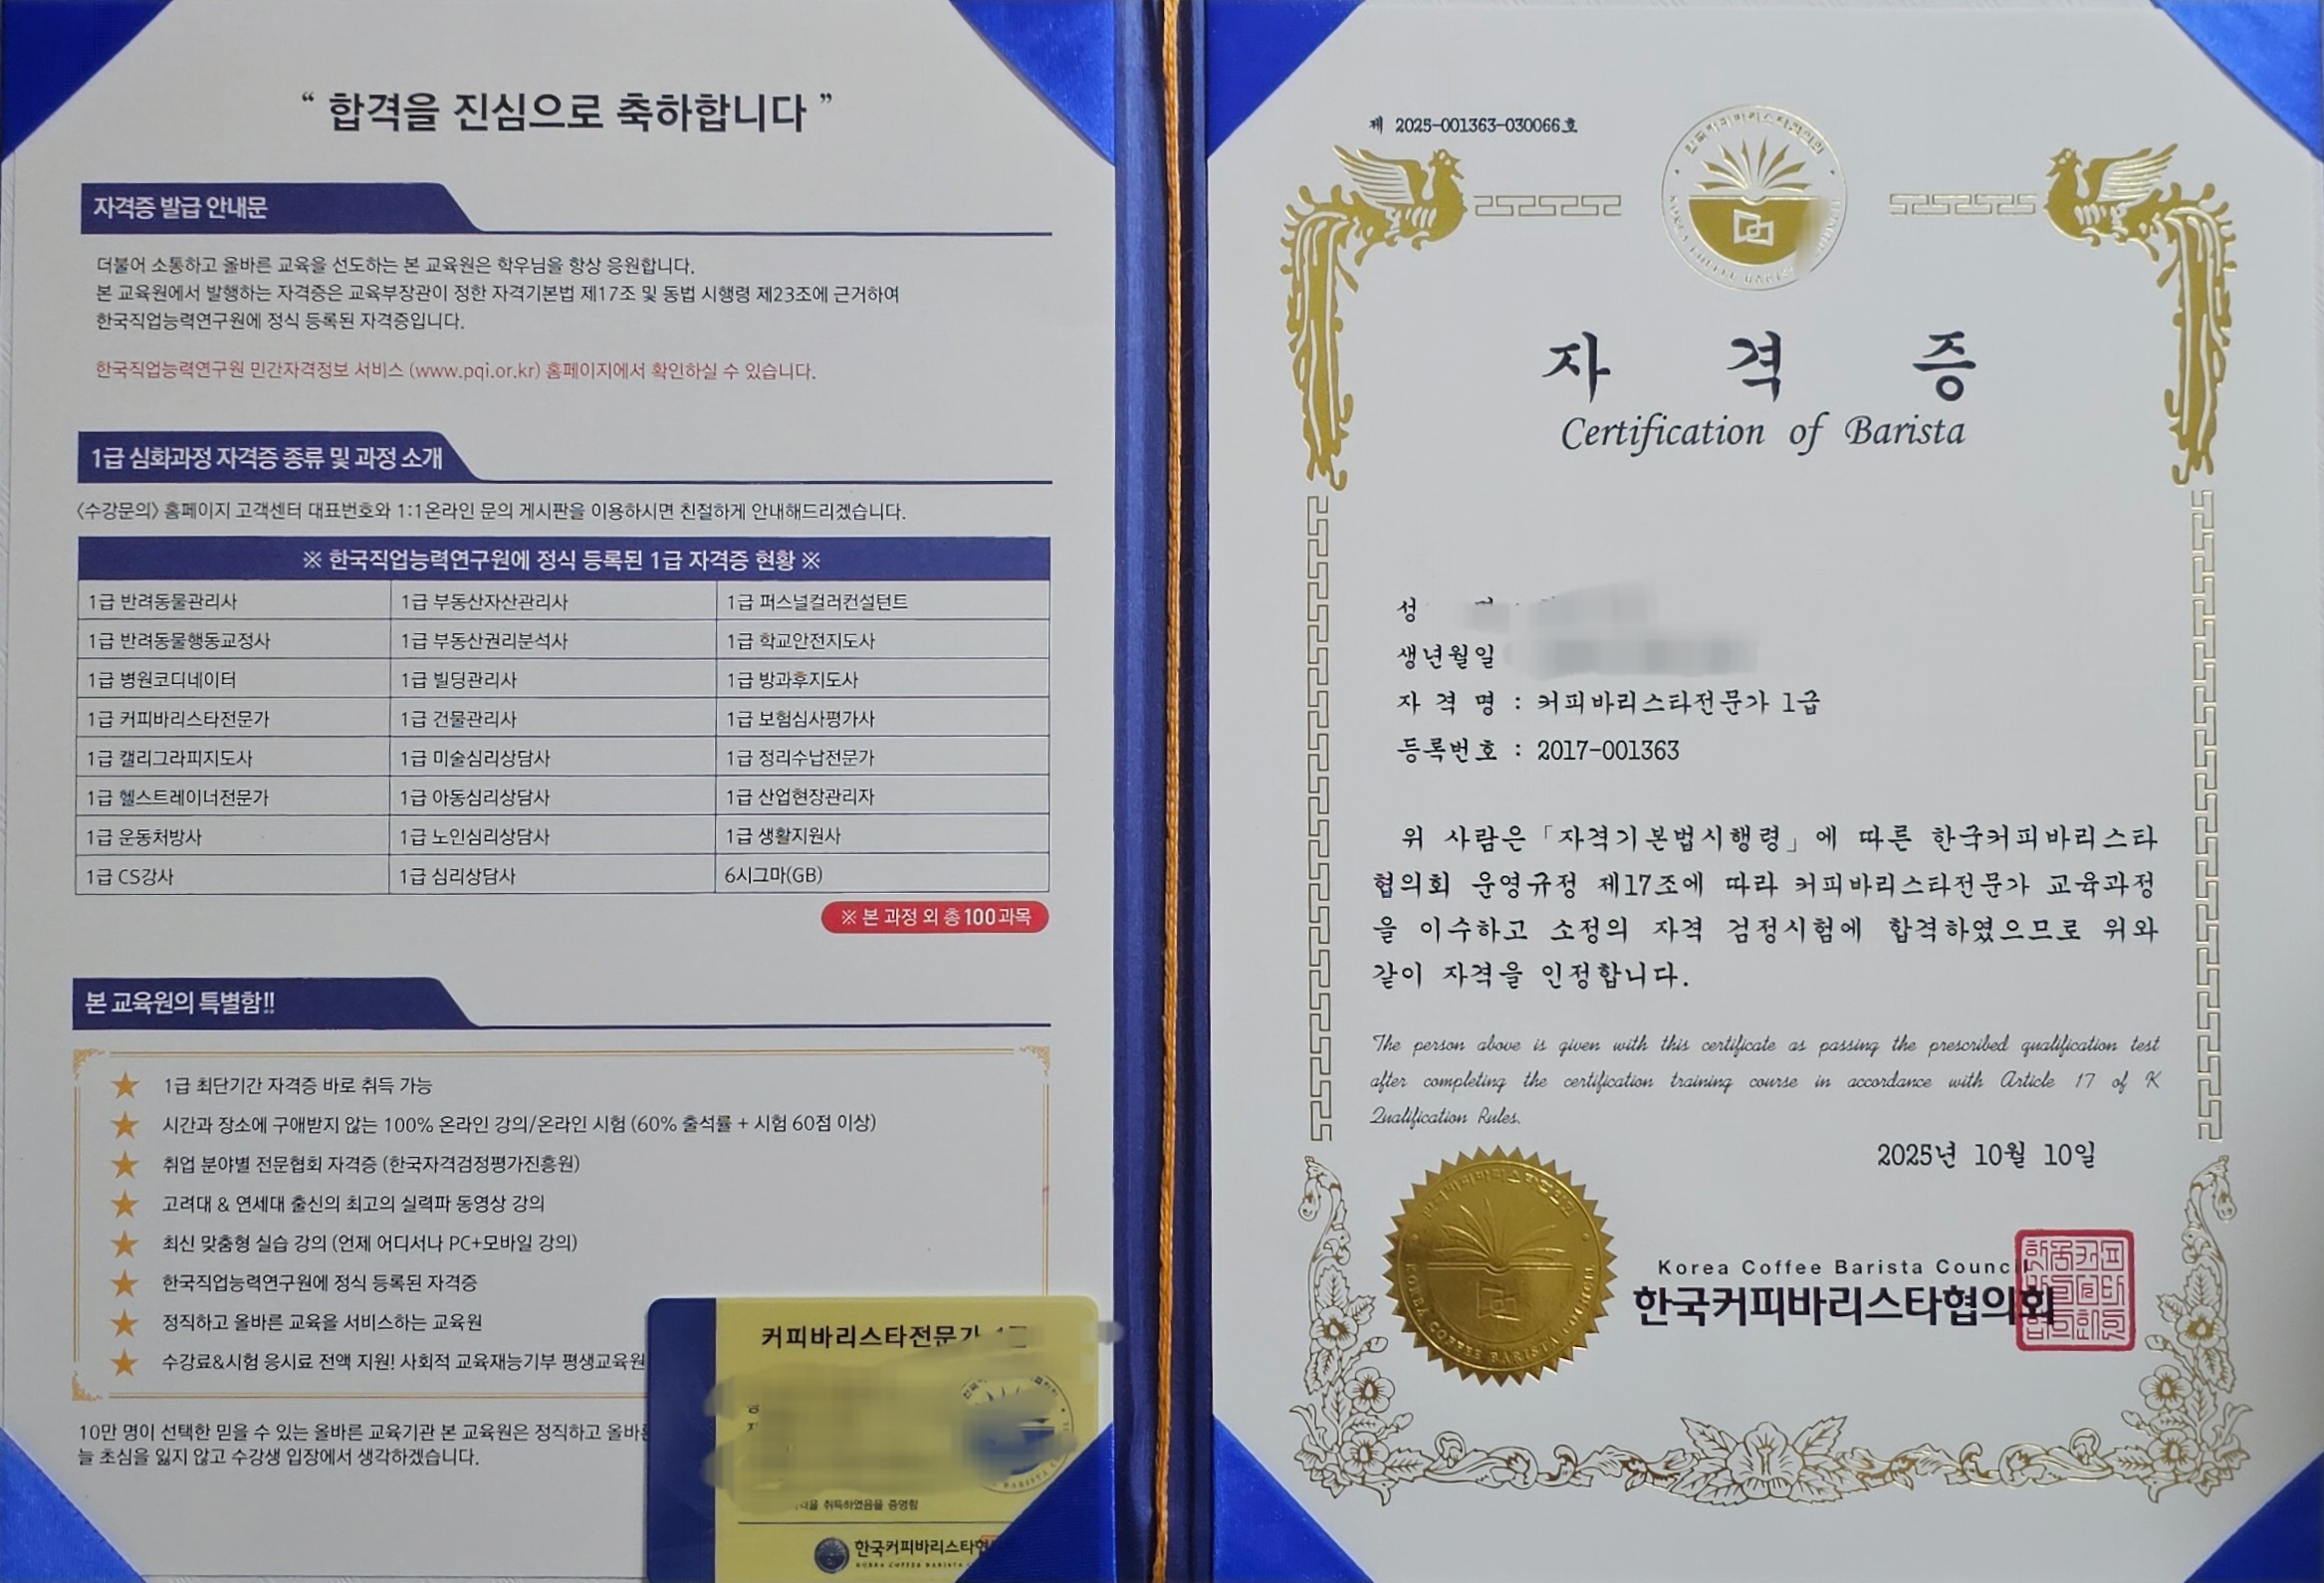 “ 합격을 진심으로 축하합니다 ”
자격증 발급 안내문
더불어 소통하고 올바른 교육을 선도하는 본 교육원은 학우님을 항상 응원합니다.
본 교육원에서 발행하는 자격증은 교육부장관이 정한 자격기본법 제17조 및 동법 시행령 제23조에 근거하여
한국직업능력연구원에 정식 등록된 자격증입니다.
한국직업능력연구원 민간자격정보 서비스 (www.pqi.or.kr) 홈페이지에서 확인하실 수 있습니다.
1급 심화과정 자격증 종류 및 과정 소개
<수강문의> 홈페이지 고객센터 대표번호와 1:1온라인 문의 게시판을 이용하시면 친절하게 안내해드리겠습니다.
※ 한국직업능력연구원에 정식 등록된 1급 자격증 현황 ※
1급 반려동물관리사 1급 부동산자산관리사 1급 퍼스널컬러컨설턴트
1급 반려동물행동교정사 1급 부동산권리분석사 1급 학교안전지도사
1급 병원코디네이터 1급 빌딩관리사 1급 방과후지도사
1급 커피바리스타전문가 1급 건물관리사 1급 보험심사평가사
1급 캘리그라피지도사 1급 미술심리상담사 1급 정리수납전문가
1급 헬스트레이너전문가 1급 아동심리상담사 1급 산업현장관리자
1급 운동처방사 1급 노인심리상담사 1급 생활지원사
1급 CS강사 1급 심리상담사 6시그마(GB)
※ 본 과정 외 총 100과목
본 교육원의 특별함!!
1급 최단기간 자격증 바로 취득 가능
시간과 장소에 구애받지 않는 100% 온라인 강의/온라인 시험 (60% 출석률 + 시험 60점 이상)
취업 분야별 전문협회 자격증 (한국자격검정평가진흥원)
고려대 & 연세대 출신의 최고의 실력파 동영상 강의
최신 맞춤형 실습 강의 (언제 어디서나 PC+모바일 강의)
한국직업능력연구원에 정식 등록된 자격증
정직하고 올바른 교육을 서비스하는 교육원
수강료&시험 응시료 전액 지원! 사회적 교육재능기부 평생교육원
10만 명이 선택한 믿을 수 있는 올바른 교육기관 본 교육원은 정직하고 올바른
늘 초심을 잃지 않고 수강생 입장에서 생각하겠습니다.
커피바리스타전문가
취득하였음을 증명함
한국커피바리스타협
제 2025-001363-030066호
자 격 증
Certification of Barista
성
생년월일
자 격 명 : 커피바리스타전문가 1급
등록번호 : 2017-001363
위 사람은 「자격기본법시행령」에 따른 한국커피바리스타
협의회 운영규정 제17조에 따라 커피바리스타전문가 교육과정
을 이수하고 소정의 자격 검정시험에 합격하였으므로 위와
같이 자격을 인정합니다.
The person above is given with this certificate as passing the prescribed qualification test
after completing the certification training course in accordance with Article 17 of K
Qualification Rules.
2025년 10월 10일
KOREA COFFEE BARISTA COUNCIL
Korea Coffee Barista Council
한국커피바리스타협의회